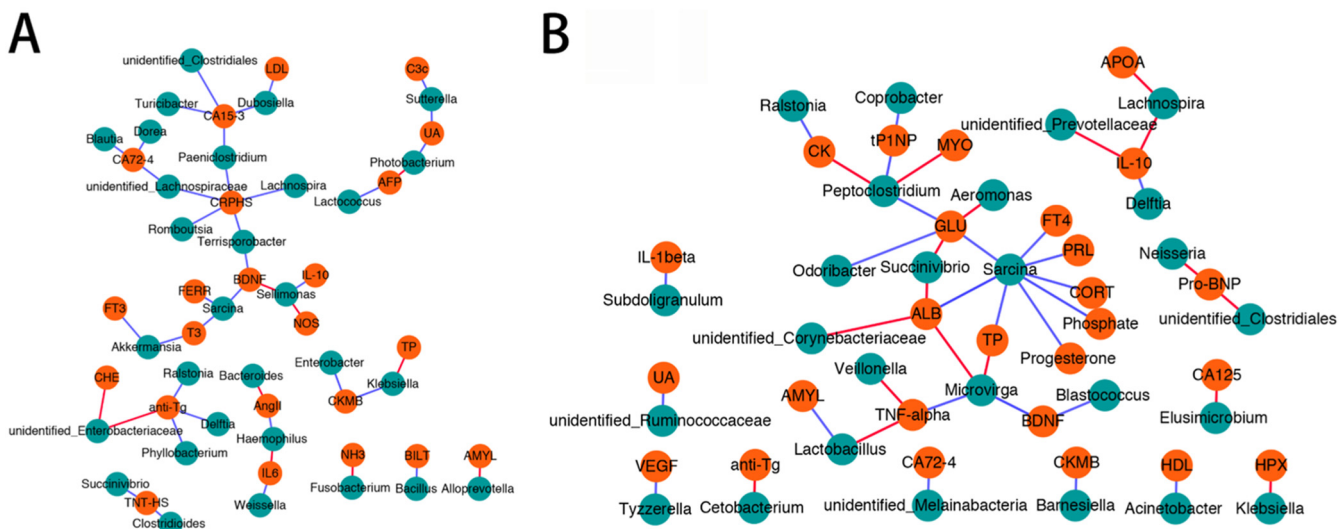 A
unidentified_Clostridiales
LDL
C3c
Turicibacter
Dubosiella
Sutterella
CA15-3
Dorea
Blautia
UA
CA72-4
Paeniclostridium
Photobacterium
unidentified_Lachnospiraceae
Lachnospira
AFP
CRPHS
Lactococcus
Romboutsia
Terrisporobacter
BDNF
IL-10
FERR
Sellimonas
FT3
Sarcina
NOS
T3
Akkermansia
Enterobacter
TP
CHE
Ralstonia
Bacteroides
Klebsiella
anti-Tg
AngII
CKMB
unidentified_Enterobacteriaceae
Delftia
Haemophilus
Phyllobacterium
NH3
BILT
AMYL
IL6
Succinivibrio
Fusobacterium
Bacillus
Alloprevotella
TNT-HS
Weissella
Clostridioides
B
APOA
Ralstonia
Coprobacter
Lachnospira
unidentified_Prevotellaceae
CK
tP1NP
MYO
IL-10
Peptoclostridium
Aeromonas
Delftia
GLU
FT4
IL-1beta
PRL
Neisseria
Odoribacter
Succinivibrio
Sarcina
Subdoligranulum
CORT
Pro-BNP
ALB
Phosphate
unidentified_Clostridiales
unidentified_Corynebacteriaceae
TP
Progesterone
Veillonella
UA
Microvirga
Blastococcus
CA125
AMYL
TNF-alpha
BDNF
Elusimicrobium
unidentified_Ruminococcaceae
Lactobacillus
VEGF
anti-Tg
CA72-4
CKMB
HDL
HPX
Tyzzerella
Cetobacterium
unidentified_Melainabacteria
Barnesiella
Acinetobacter
Klebsiella